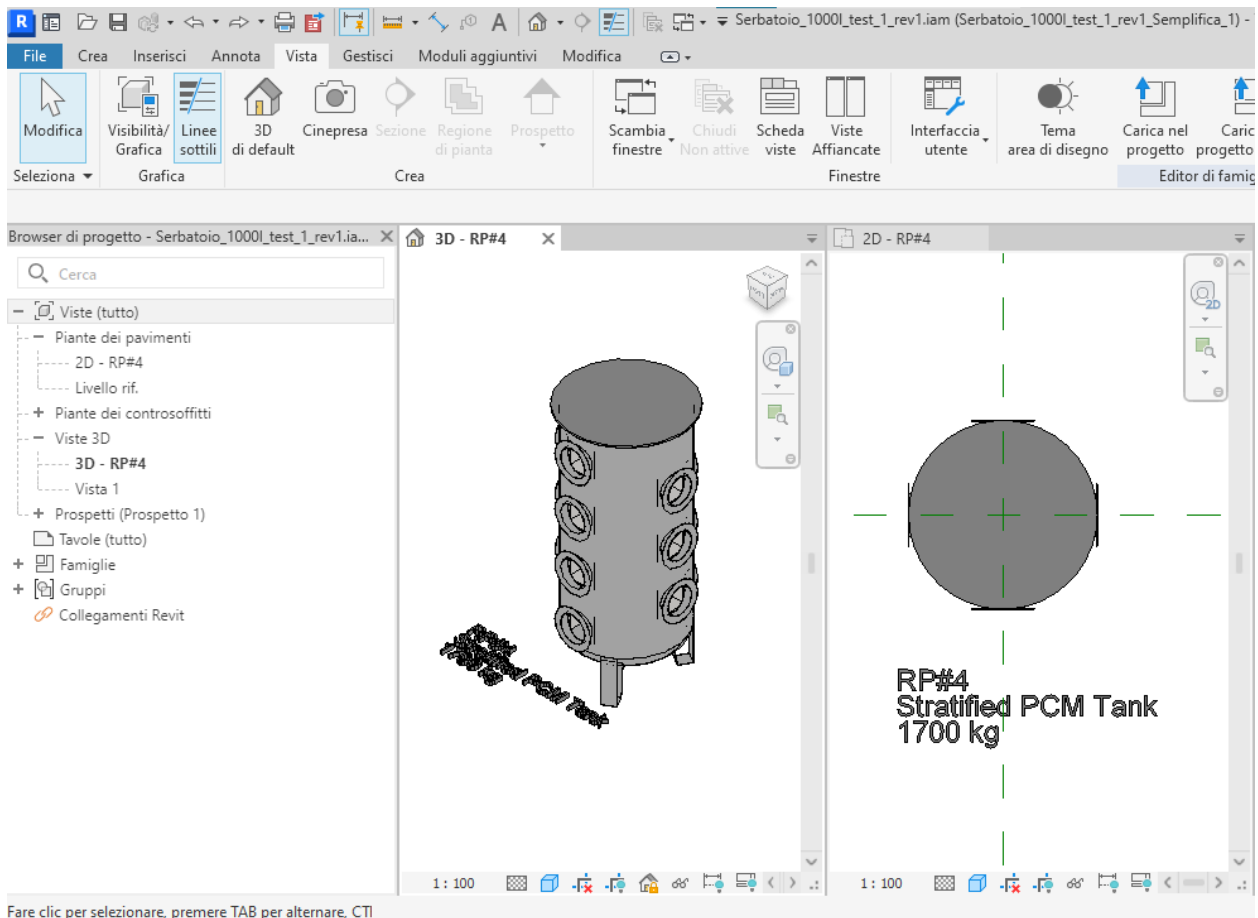 R
Serbatoio_1000l_test_1_rev1.iam (Serbatoio_1000l_test_1_rev1_Semplifica_1) -
File Crea Inserisci Annota Vista Gestisci Moduli aggiuntivi Modifica
Modifica
Visibilità/
Grafica
Linee
sottili
3D
di default
Cinepresa
Sezione
Regione
di pianta
Prospetto
Scambia
finestre
Chiudi
Non attive
Scheda
viste
Viste
Affiancate
Interfaccia
utente
Tema
area di disegno
Carica nel
progetto
Caric
progetto
Seleziona Grafica Crea Finestre Editor di famig
Browser di progetto - Serbatoio_1000l_test_1_rev1.ia...
3D - RP#4
2D - RP#4
Cerca
Viste (tutto)
Piante dei pavimenti
2D - RP#4
Livello rif.
Piante dei controsoffitti
Viste 3D
3D - RP#4
Vista 1
Prospetti (Prospetto 1)
Tavole (tutto)
Famiglie
Gruppi
Collegamenti Revit
2D
RP#4
Stratified PCM Tank
1700 kg
1 : 100
1 : 100
Fare clic per selezionare, premere TAB per alternare, CTI